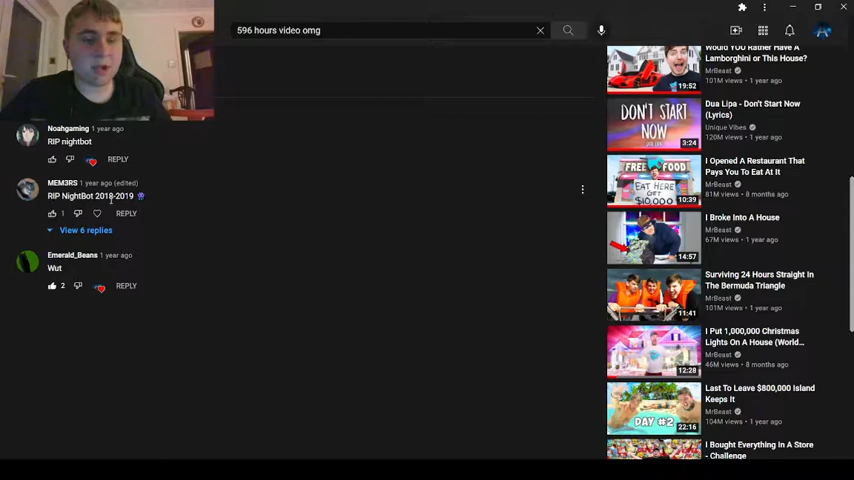 596 hours video omg
Noahgaming 1 year ago
RIP nightbot
REPLY
MEM3RS 1 year ago (edited)
RIP NightBot 2018-2019
1 REPLY
View 6 replies
Emerald_Beans 1 year ago
Wut
2 REPLY
Would YOU Rather Have A
Lamborghini or This House?
MrBeast
101M views • 1 year ago
19:52
DON'T START
NOW
3:24
Dua Lipa - Don't Start Now
(Lyrics)
Unique Vibes
120M views • 1 year ago
FREE FOOD
EAT HERE
GET
$10,000
10:39
I Opened A Restaurant That
Pays You To Eat At It
MrBeast
81M views • 8 months ago
14:57
I Broke Into A House
MrBeast
67M views • 1 year ago
11:41
Surviving 24 Hours Straight In
The Bermuda Triangle
MrBeast
101M views • 1 year ago
12:28
I Put 1,000,000 Christmas
Lights On A House (World...
MrBeast
46M views • 8 months ago
DAY #2
22:16
Last To Leave $800,000 Island
Keeps It
MrBeast
104M views • 1 year ago
I Bought Everything In A Store
- Challenge